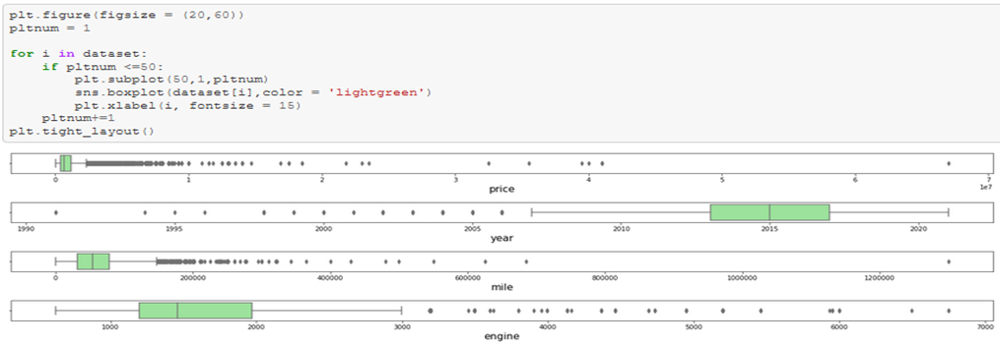 plt.figure(figsize = (20,60))
pltnum = 1
for i in dataset:
    if pltnum <=50:
        plt.subplot(50,1,pltnum)
        sns.boxplot(dataset[i],color = 'lightgreen')
        plt.xlabel(i, fontsize = 15)
    pltnum+=1
plt.tight_layout()
0 1 2 3 4 5 6 7
1e7
price
1990 1995 2000 2005 2010 2015 2020
year
0 200000 400000 600000 800000 1000000 1200000
mile
1000 2000 3000 4000 5000 6000 7000
engine